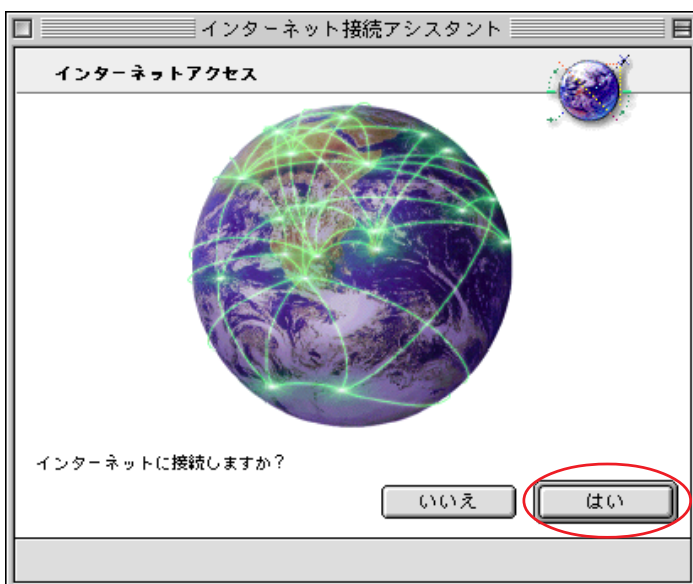 インターネット接続アシスタント
インターネットアクセス
インターネットに接続しますか？
いいえ
はい